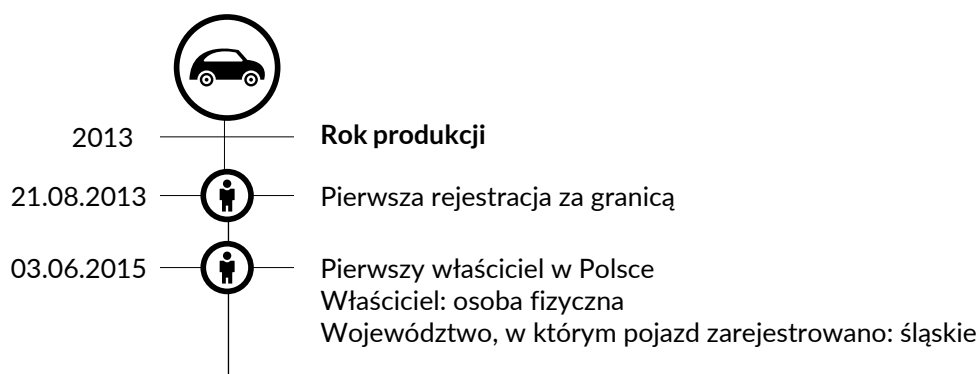 2013 Rok produkcji
21.08.2013 Pierwsza rejestracja za granicą
03.06.2015 Pierwszy właściciel w Polsce
Właściciel: osoba fizyczna
Województwo, w którym pojazd zarejestrowano: śląskie